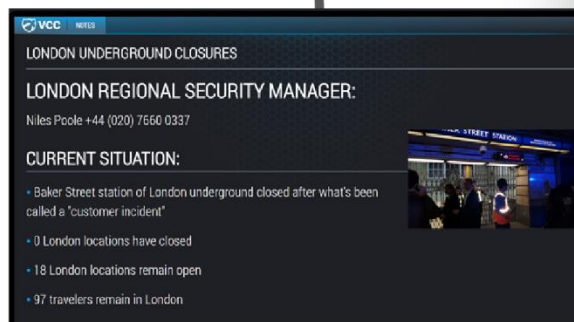 VCC NOTES
LONDON UNDERGROUND CLOSURES
LONDON REGIONAL SECURITY MANAGER:
Niles Poole +44 (020) 7660 0337
CURRENT SITUATION:
• Baker Street station of London underground closed after what's been
called a "customer incident"
• 0 London locations have closed
• 18 London locations remain open
• 97 travelers remain in London
STREET STATION